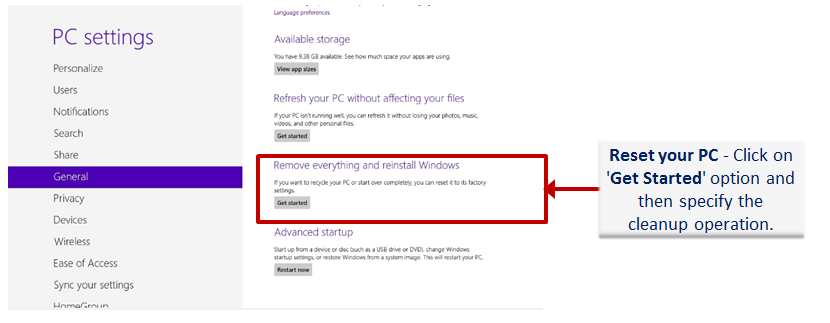 PC settings
Personalize
Users
Notifications
Search
Share
General
Privacy
Devices
Wireless
Ease of Access
Sync your settings
HomeGroup
Language preferences
Available storage
You have 9.38 GB available. See how much space your apps are using.
View app sizes
Refresh your PC without affecting your files
If your PC isn't running well, you can refresh it without losing your photos, music,
videos, and other personal files.
Get started
Remove everything and reinstall Windows
If you want to recycle your PC or start over completely, you can reset it to its factory
settings.
Get started
Advanced startup
Start up from a device or disc (such as a USB drive or DVD), change Windows
startup settings, or restore Windows from a system image. This will restart your PC.
Restart now
Reset your PC - Click on
'Get Started' option and
then specify the
cleanup operation.